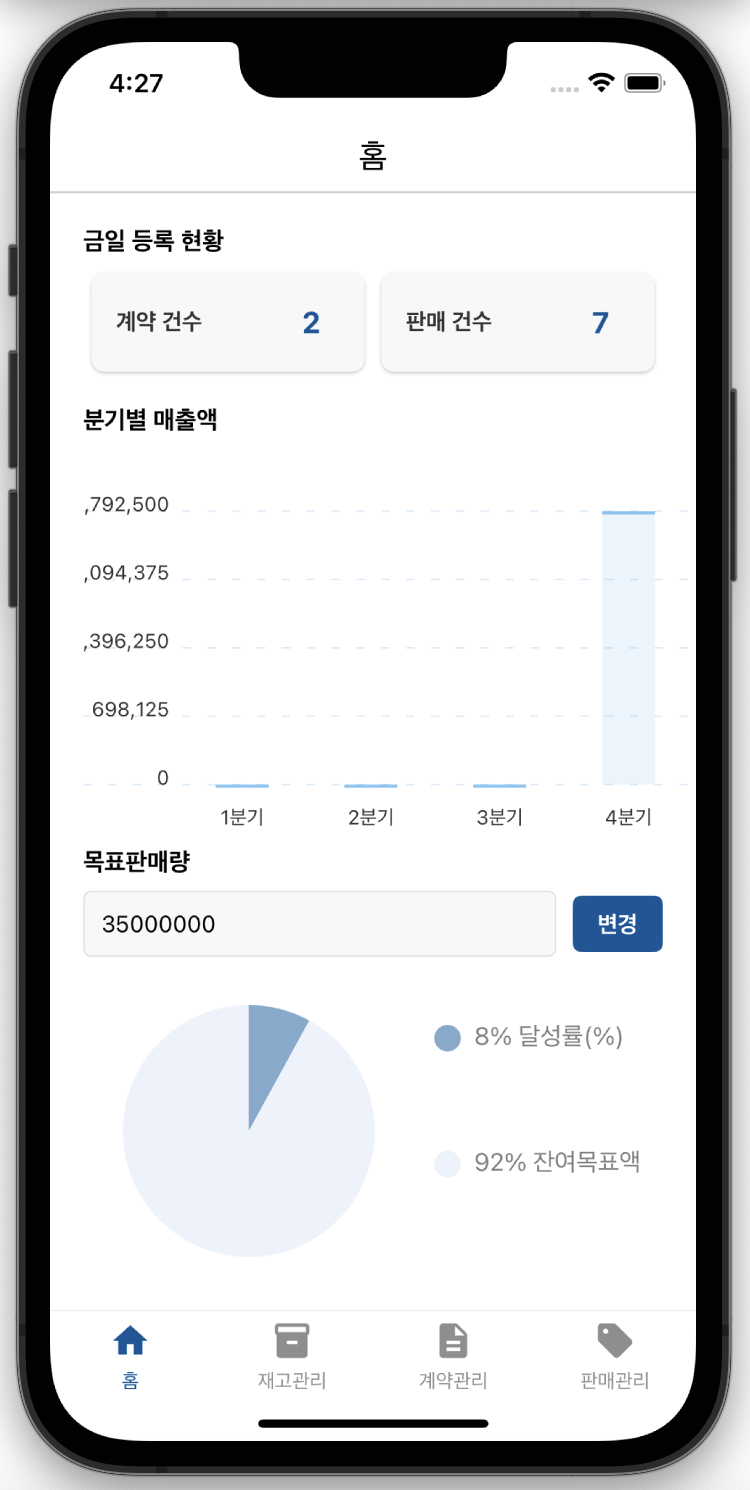 4:27
홈
금일 등록 현황
계약 건수 2 판매 건수 7
분기별 매출액
,792,500
,094,375
,396,250
698,125
0
1분기 2분기 3분기 4분기
목표판매량
35000000 변경
8% 달성률(%)
92% 잔여목표액
홈 재고관리 계약관리 판매관리